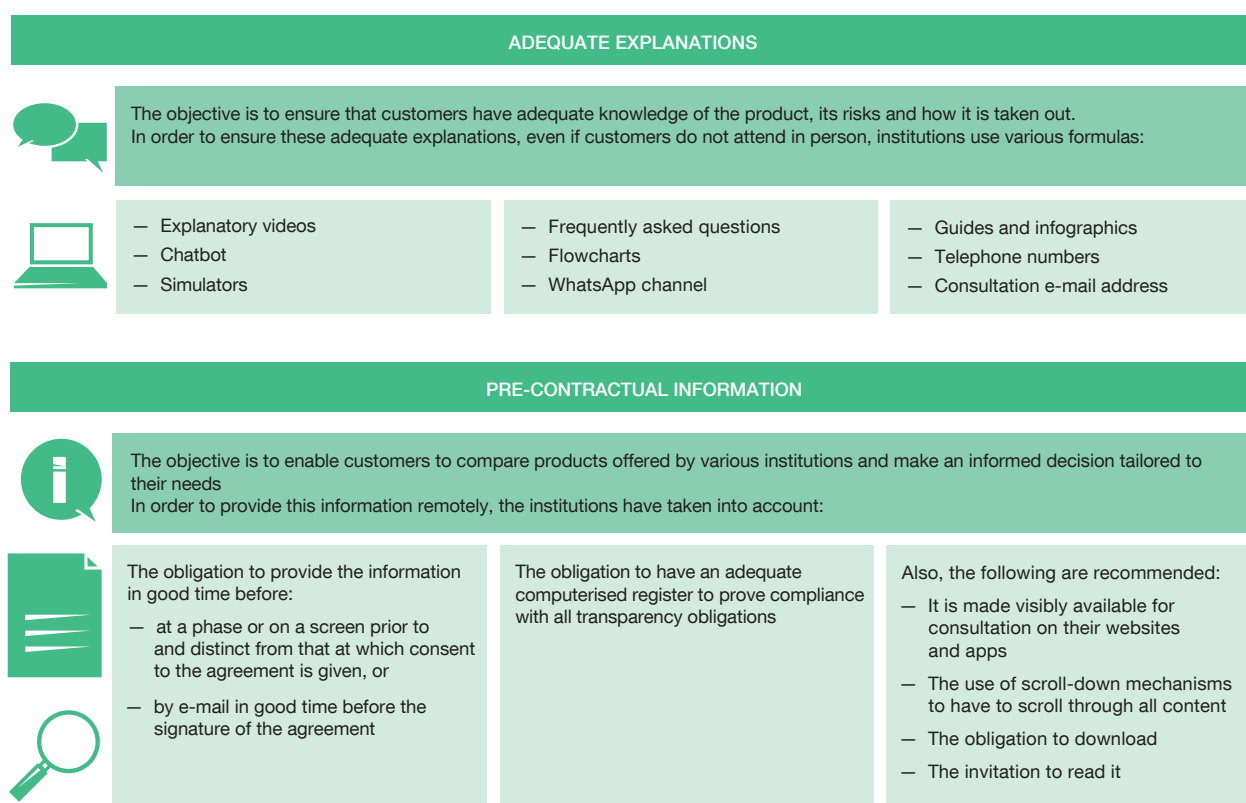 ADEQUATE EXPLANATIONS
The objective is to ensure that customers have adequate knowledge of the product, its risks and how it is taken out.
In order to ensure these adequate explanations, even if customers do not attend in person, institutions use various formulas:
— Explanatory videos
— Chatbot
— Simulators
— Frequently asked questions
— Flowcharts
— WhatsApp channel
— Guides and infographics
— Telephone numbers
— Consultation e-mail address
PRE-CONTRACTUAL INFORMATION
The objective is to enable customers to compare products offered by various institutions and make an informed decision tailored to
their needs
In order to provide this information remotely, the institutions have taken into account:
The obligation to provide the information
in good time before:
— at a phase or on a screen prior to
and distinct from that at which consent
to the agreement is given, or
— by e-mail in good time before the
signature of the agreement
The obligation to have an adequate
computerised register to prove compliance
with all transparency obligations
Also, the following are recommended:
— It is made visibly available for
consultation on their websites
and apps
— The use of scroll-down mechanisms
to have to scroll through all content
— The obligation to download
— The invitation to read it